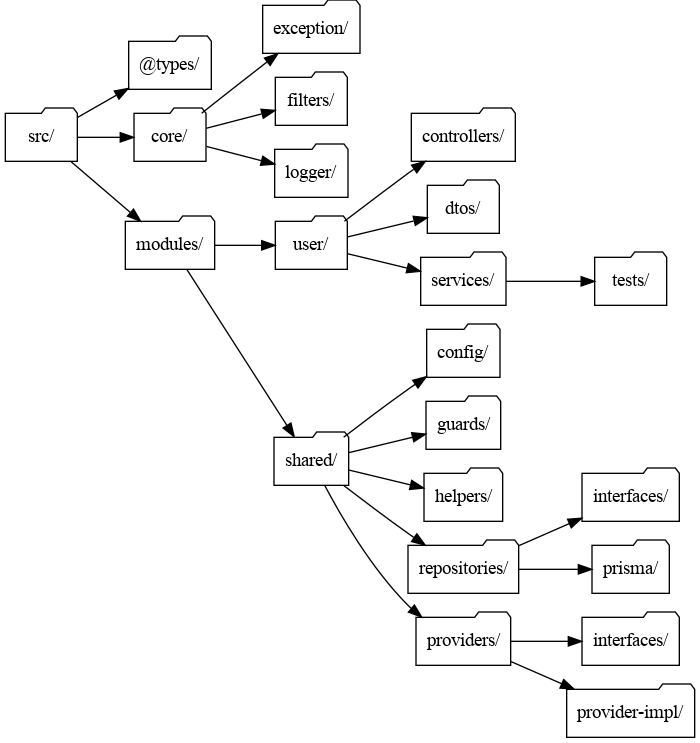 exception/
@types/
filters/
src/
core/
controllers/
logger/
dtos/
modules/
user/
services/
tests/
config/
guards/
shared/
helpers/
interfaces/
repositories/
prisma/
providers/
interfaces/
provider-impl/